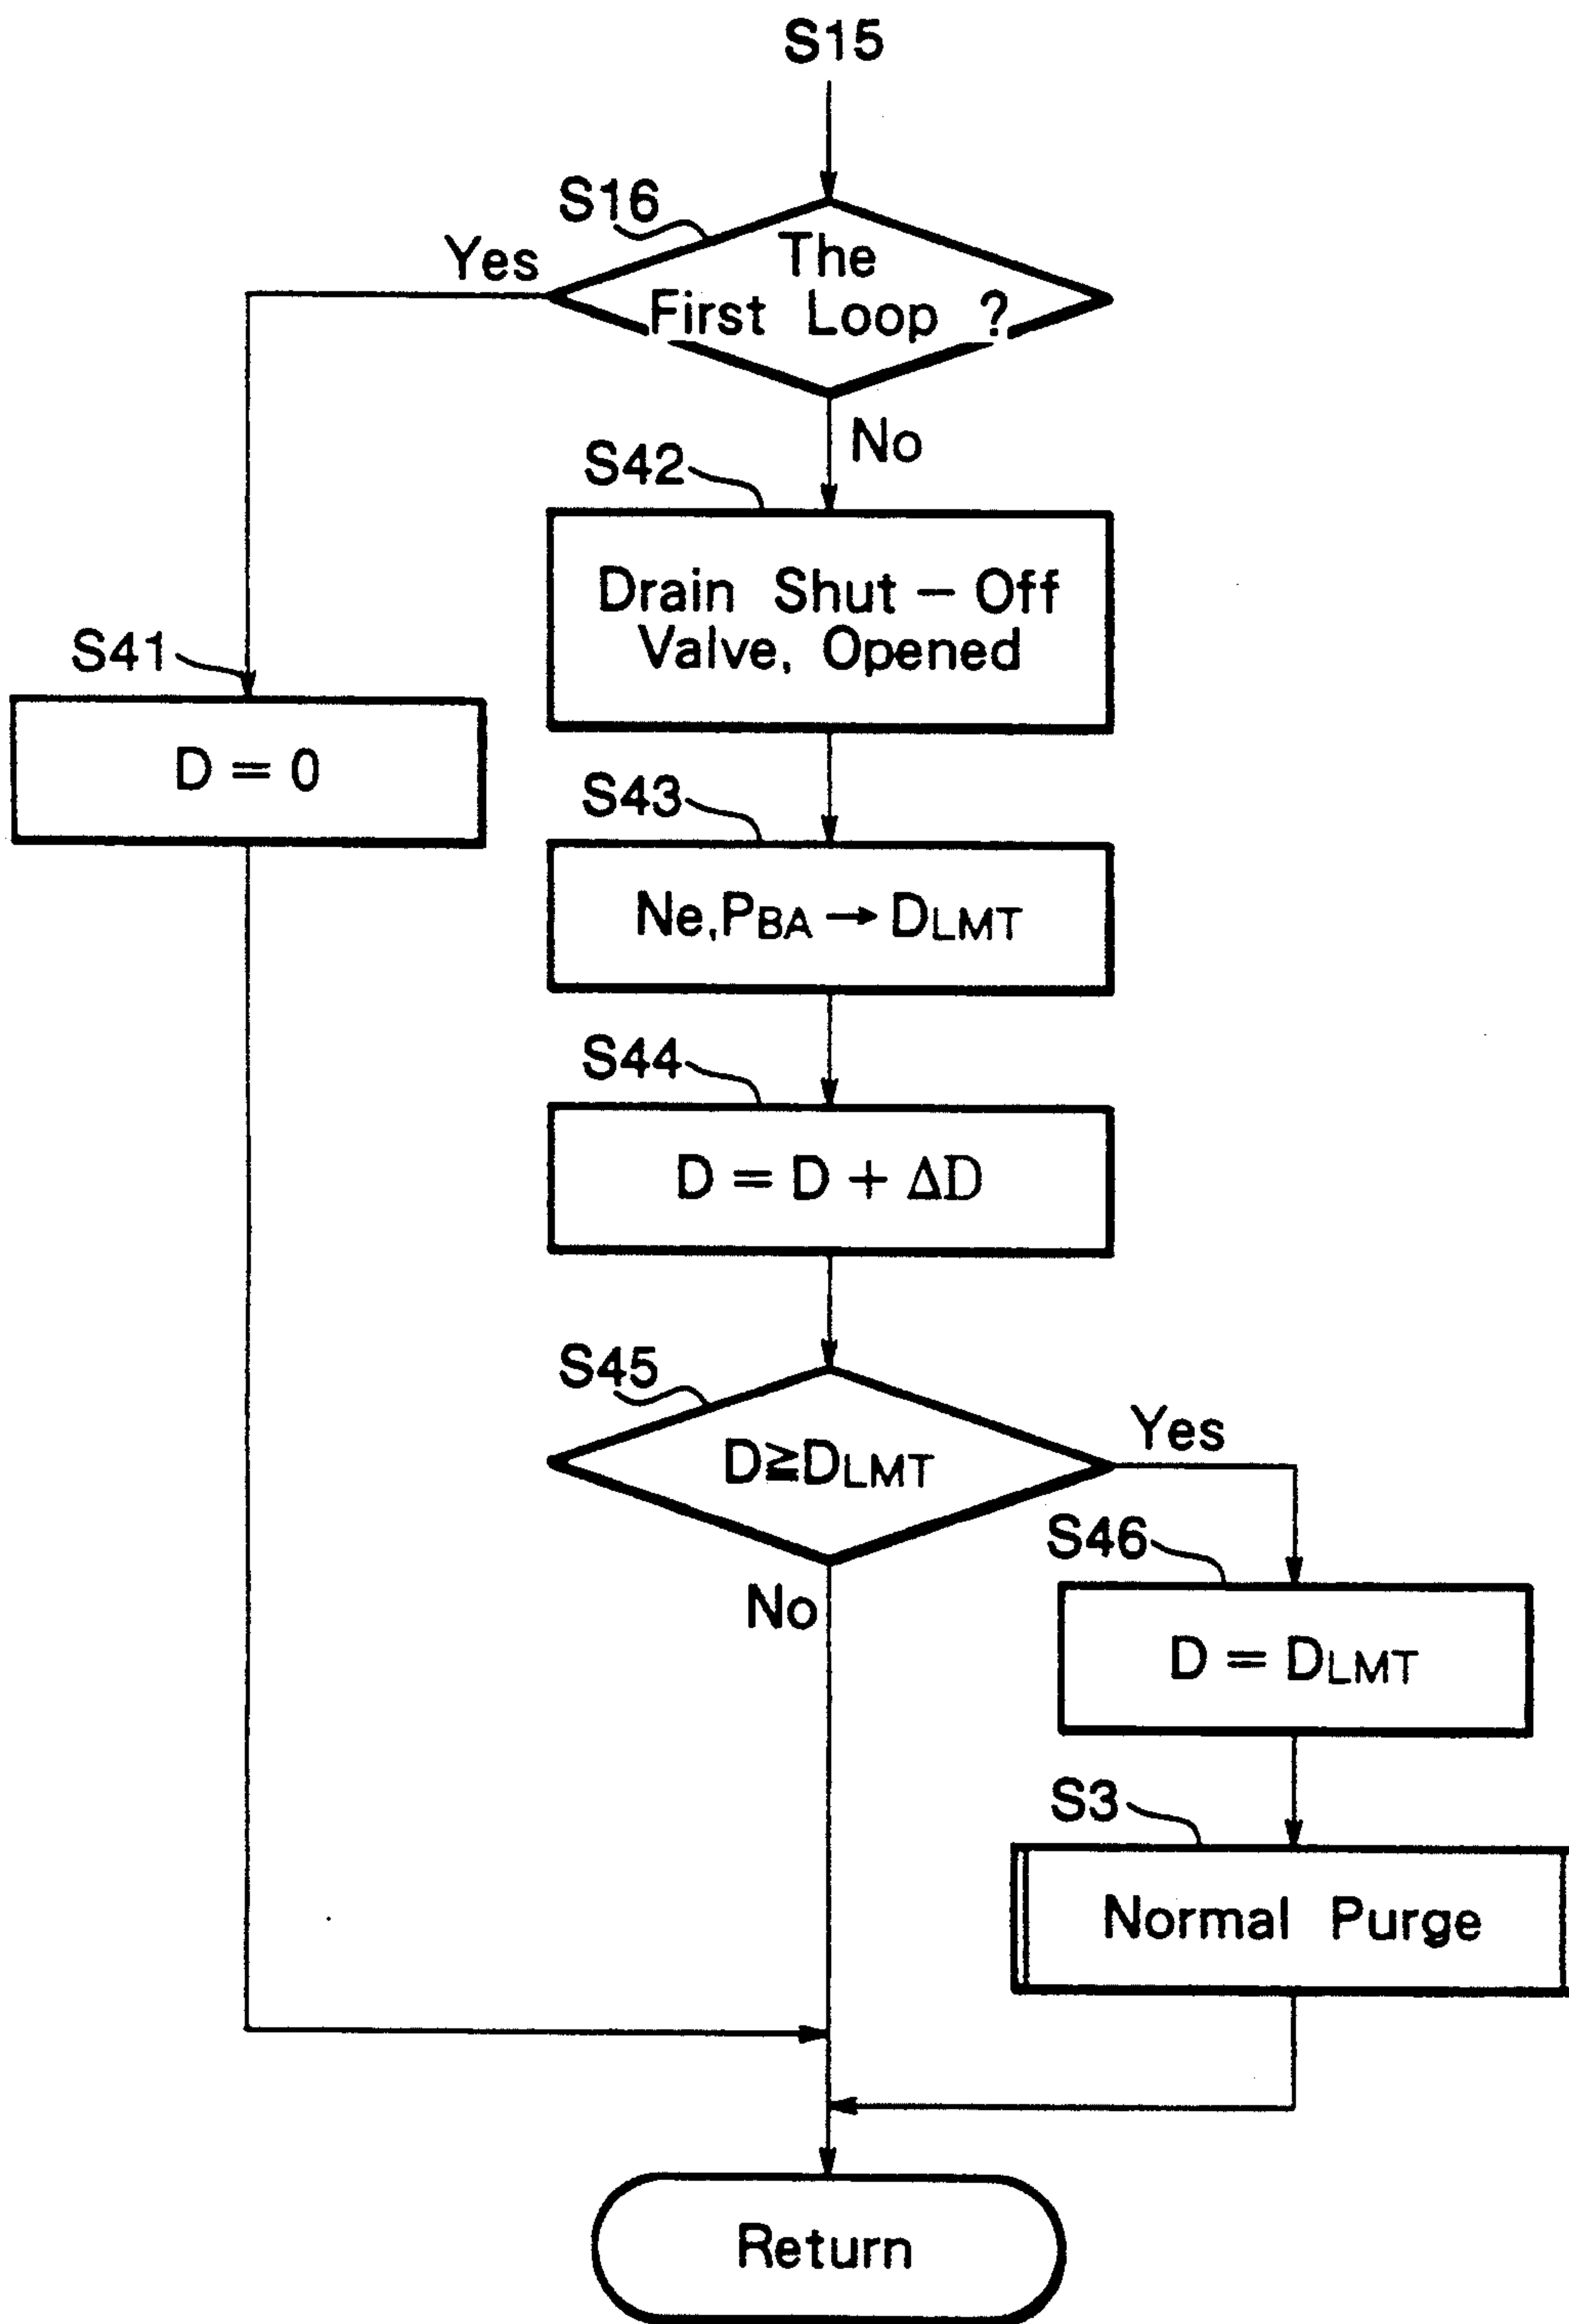 S15
S16
Yes
The
First Loop ?
No
S42
Drain Shut - Off
Valve, Opened
S41
D = 0
S43
Ne, PBA → DLMT
S44
D = D + ΔD
S45
D ≧ DLMT
Yes
No
S46
D = DLMT
S3
Normal Purge
Return